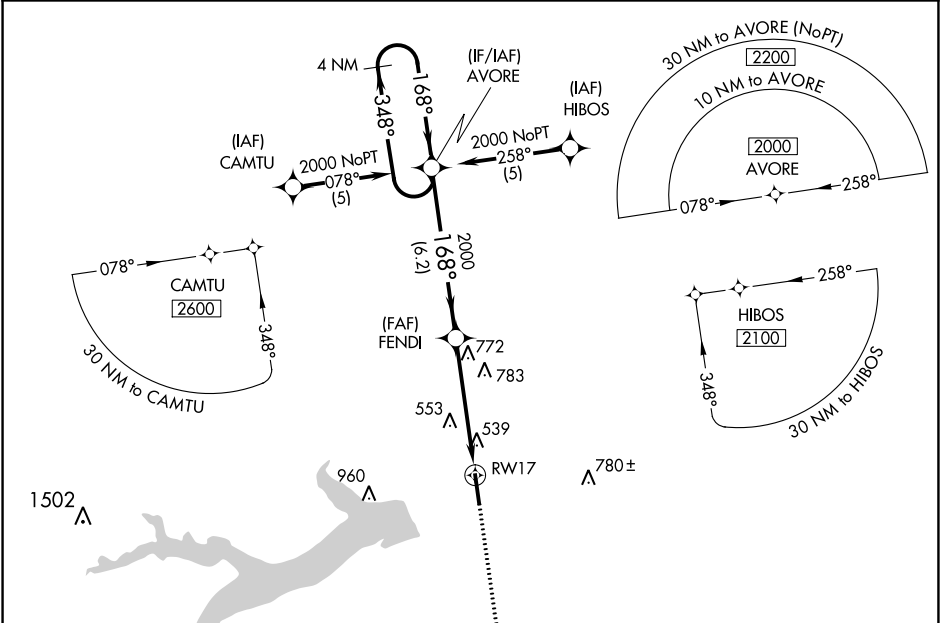 30 NM to AVORE (NoPT)
2200
10 NM to AVORE
2000
AVORE
078°
258°
4 NM
348°
168°
(IF/IAF)
AVORE
(IAF)
HIBOS
2000 NoPT
258°
(5)
(IAF)
CAMTU
2000 NoPT
078°
(5)
2000
168°
(6.2)
078°
CAMTU
2600
348°
30 NM to CAMTU
258°
HIBOS
2100
348°
30 NM to HIBOS
(FAF)
FENDI
772
783
553
539
RW17
780±
960
1502